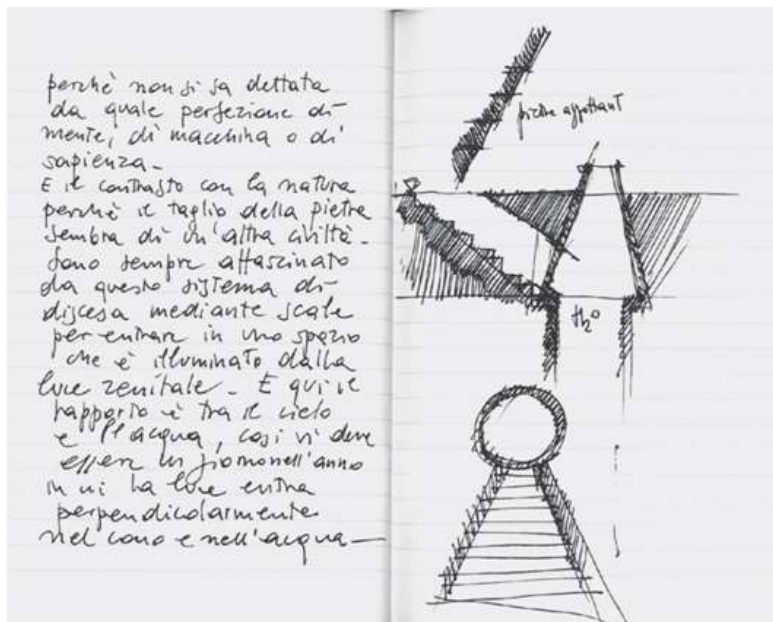 perchè non si sa dettata
da quale perfezione di
mente, di macchina o di
sapienza -
E il contrasto con la natura
perchè il taglio della pietra
sembra di un'altra civiltà -
Sono sempre affascinato
da questo sistema di
discesa mediante scale
per entrare in uno spazio
che è illuminato dalla
luce zenitale - E qui il
rapporto è tra il cielo
e l'acqua, così vi deve
essere un giorno nell'anno
in cui la luce entra
perpendicolarmente
nel cono e nell'acqua -
pietre
H2O